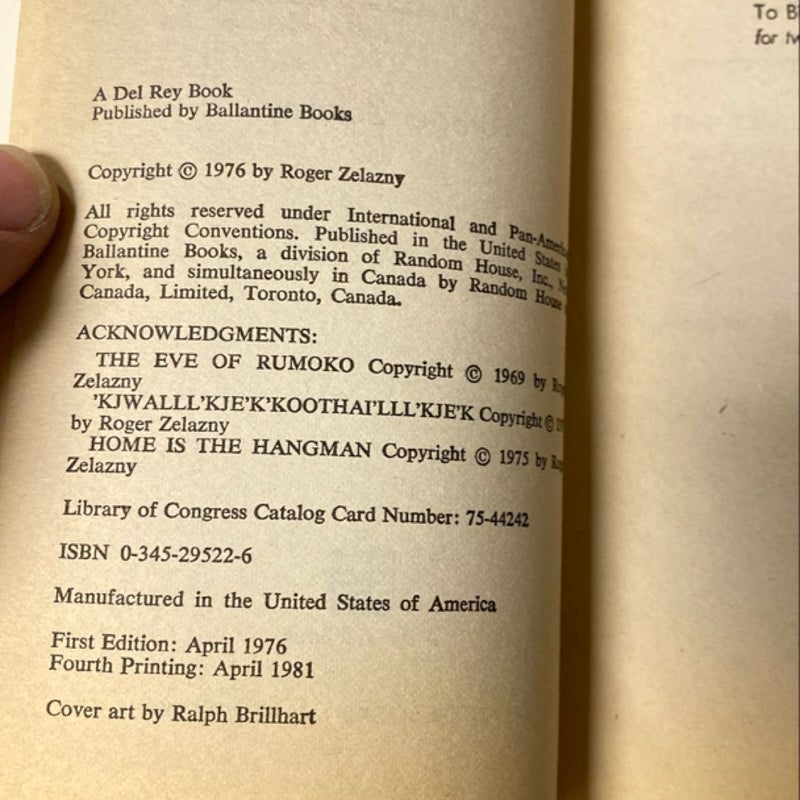 A Del Rey Book
Published by Ballantine Books
Copyright © 1976 by Roger Zelazny
All rights reserved under International and Pan-America
Copyright Conventions. Published in the United States
Ballantine Books, a division of Random House, Inc.,
York, and simultaneously in Canada by Random House
Canada, Limited, Toronto, Canada.
ACKNOWLEDGMENTS:
THE EVE OF RUMOKO Copyright © 1969 by
Zelazny
'KJWALLL'KJE'K'KOOTHAI'LLL'KJE'K Copyright ©
by Roger Zelazny
HOME IS THE HANGMAN Copyright © 1975 by
Zelazny
Library of Congress Catalog Card Number: 75-44242
ISBN 0-345-29522-6
Manufactured in the United States of America
First Edition: April 1976
Fourth Printing: April 1981
Cover art by Ralph Brillhart
To
for